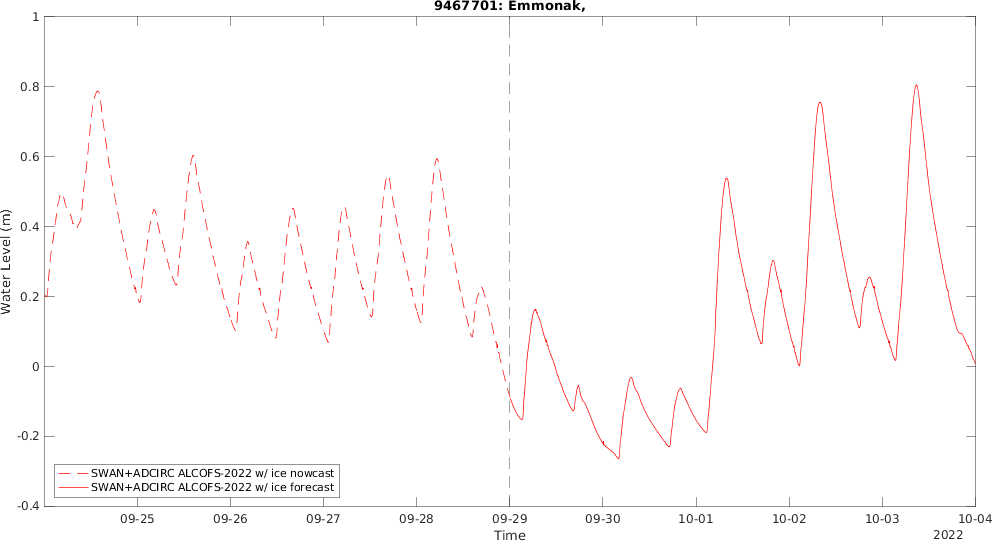 9467701: Emmonak,
Water Level (m)
1
0.8
0.6
0.4
0.2
0
-0.2
-0.4
SWAN+ADCIRC ALCOFS-2022 w/ ice nowcast
SWAN+ADCIRC ALCOFS-2022 w/ ice forecast
09-25 09-26 09-27 09-28 09-29 09-30 10-01 10-02 10-03 10-04
Time
2022